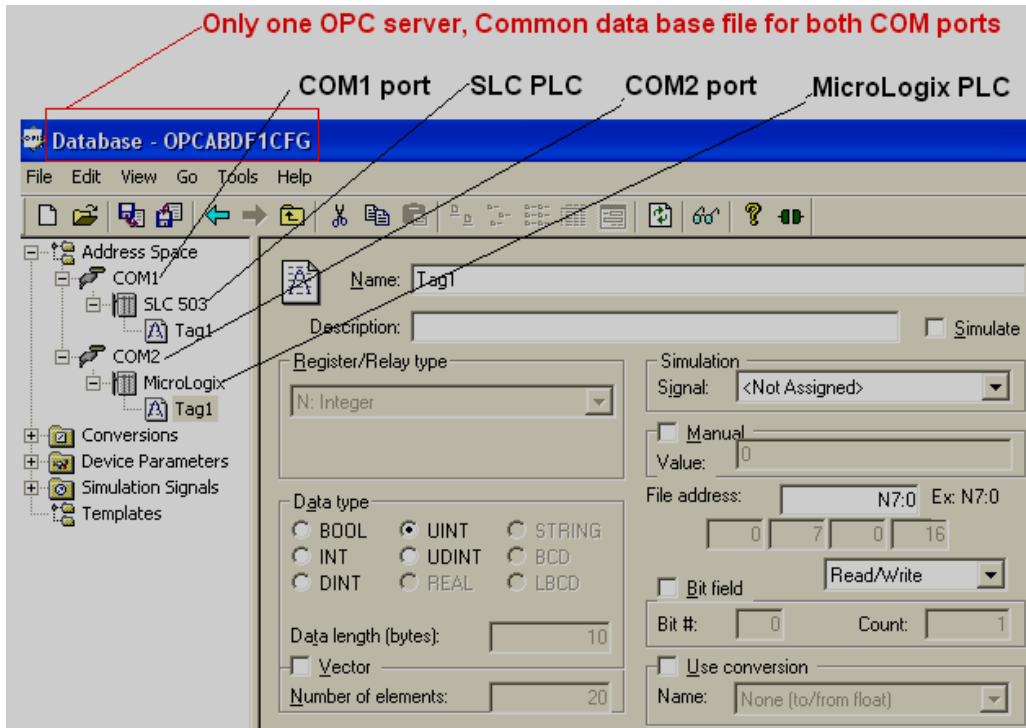 Only one OPC server, Common data base file for both COM ports
COM1 port SLC PLC COM2 port MicroLogix PLC
Database - OPCABDF1CFG
File Edit View Go Tools Help
Address Space
COM1
SLC 503
Tag1
COM2
MicroLogix
Tag1
Conversions
Device Parameters
Simulation Signals
Templates
Name: Tag1
Description:
Simulate
Register/Relay type
N: Integer
Simulation
Signal: <Not Assigned>
Manual
Value: 0
Data type
BOOL UINT STRING
INT UDINT BCD
DINT REAL LBCD
Data length (bytes): 10
Vector
Number of elements: 20
File address: N7:0 Ex: N7:0
0 7 0 16
Read/Write
Bit field
Bit #: 0 Count: 1
Use conversion
Name: None (to/from float)